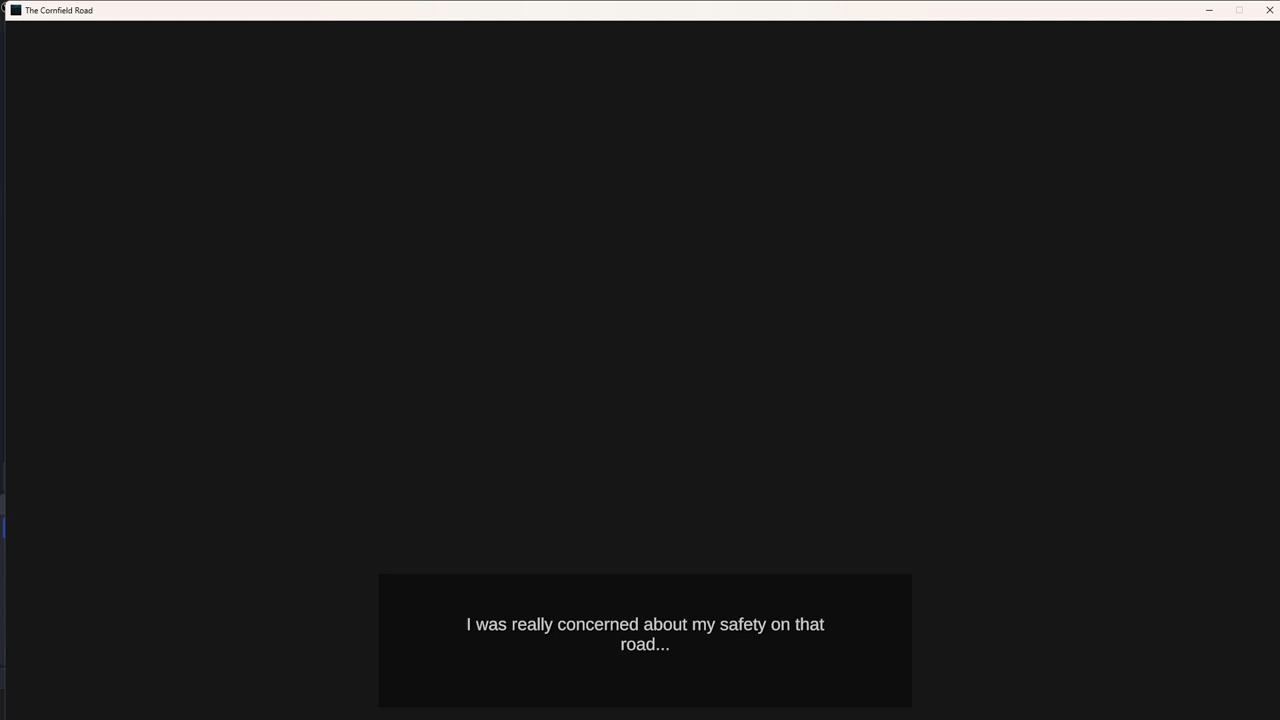 The Cornfield Road
I was really concerned about my safety on that
road...